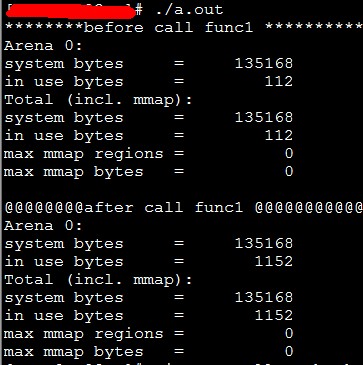 # ./a.out
********before call func1 ***********
Arena 0:
system bytes     =     135168
in use bytes     =        112
Total (incl. mmap):
system bytes     =     135168
in use bytes     =        112
max mmap regions =          0
max mmap bytes   =          0
@@@@@@@@after call func1 @@@@@@@@@@@@
Arena 0:
system bytes     =     135168
in use bytes     =       1152
Total (incl. mmap):
system bytes     =     135168
in use bytes     =       1152
max mmap regions =          0
max mmap bytes   =          0